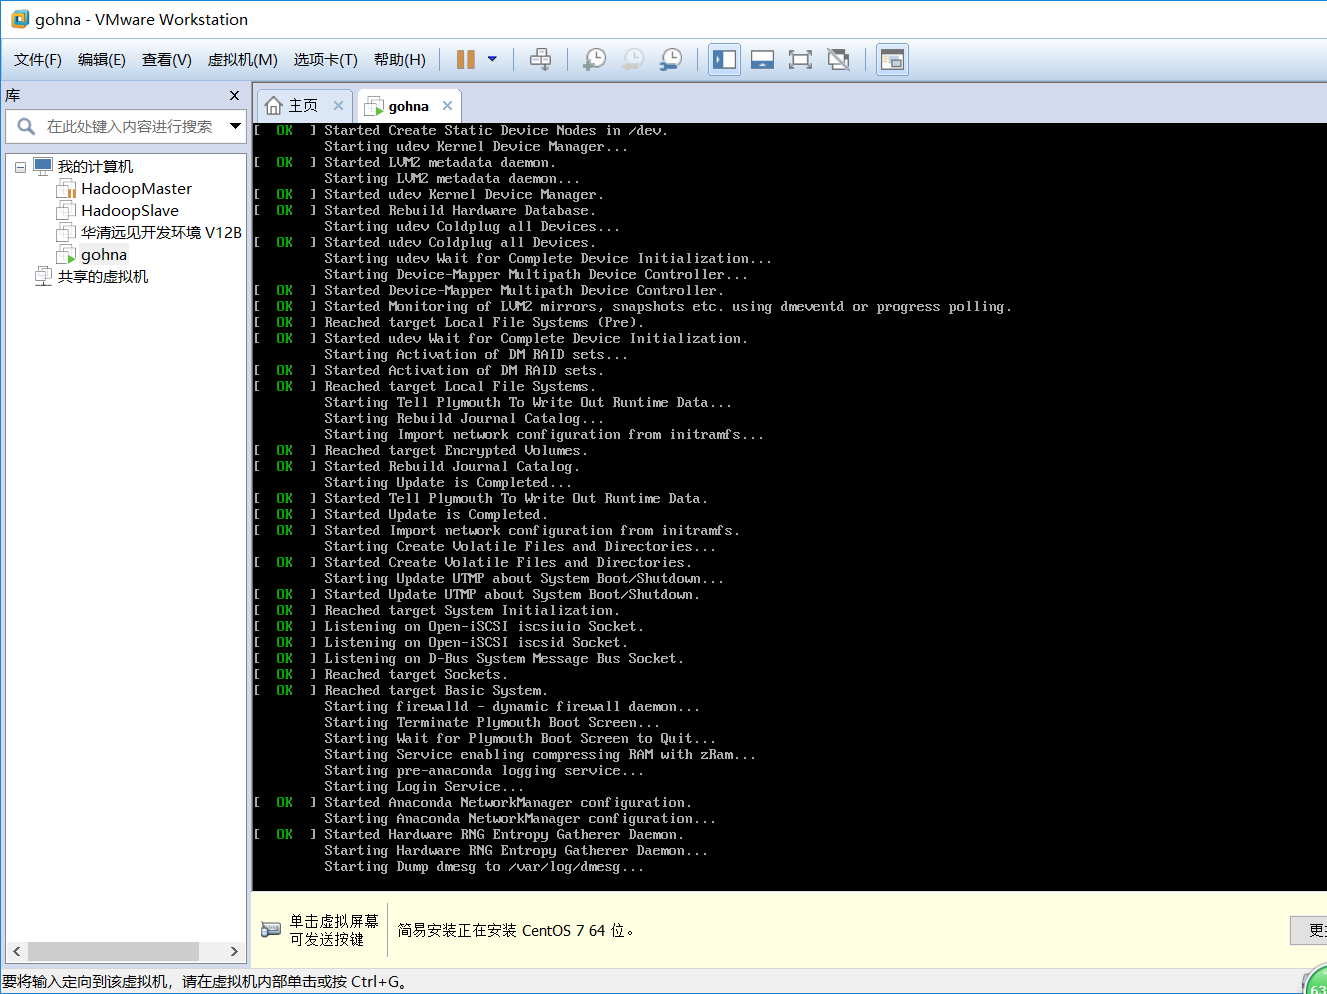 gohna - VMware Workstation
文件(F) 编辑(E) 查看(V) 虚拟机(M) 选项卡(T) 帮助(H)
库
在此处键入内容进行搜索
我的计算机
HadoopMaster
HadoopSlave
华清远见开发环境 V12B
gohna
共享的虚拟机
主页
gohna
[ OK ] Started Create Static Device Nodes in /dev.
Starting udev Kernel Device Manager...
[ OK ] Started LVM2 metadata daemon.
Starting LVM2 metadata daemon...
[ OK ] Started udev Kernel Device Manager.
[ OK ] Started Rebuild Hardware Database.
Starting udev Coldplug all Devices...
[ OK ] Started udev Coldplug all Devices.
Starting udev Wait for Complete Device Initialization...
Starting Device-Mapper Multipath Device Controller...
[ OK ] Started Device-Mapper Multipath Device Controller.
[ OK ] Started Monitoring of LVM2 mirrors, snapshots etc. using dmeventd or progress polling.
[ OK ] Reached target Local File Systems (Pre).
[ OK ] Started udev Wait for Complete Device Initialization.
Starting Activation of DM RAID sets...
[ OK ] Started Activation of DM RAID sets.
[ OK ] Reached target Local File Systems.
Starting Tell Plymouth To Write Out Runtime Data...
Starting Rebuild Journal Catalog...
Starting Import network configuration from initramfs...
[ OK ] Reached target Encrypted Volumes.
[ OK ] Started Rebuild Journal Catalog.
Starting Update is Completed...
[ OK ] Started Tell Plymouth To Write Out Runtime Data.
[ OK ] Started Update is Completed.
[ OK ] Started Import network configuration from initramfs.
Starting Create Volatile Files and Directories...
[ OK ] Started Create Volatile Files and Directories.
Starting Update UTMP about System Boot/Shutdown...
[ OK ] Started Update UTMP about System Boot/Shutdown.
[ OK ] Reached target System Initialization.
[ OK ] Listening on Open-iSCSI iscsiuio Socket.
[ OK ] Listening on Open-iSCSI iscsid Socket.
[ OK ] Listening on D-Bus System Message Bus Socket.
[ OK ] Reached target Sockets.
[ OK ] Reached target Basic System.
Starting firewalld - dynamic firewall daemon...
Starting Terminate Plymouth Boot Screen...
Starting Wait for Plymouth Boot Screen to Quit...
Starting Service enabling compressing RAM with zRam...
Starting pre-anaconda logging service...
Starting Login Service...
[ OK ] Started Anaconda NetworkManager configuration.
Starting Anaconda NetworkManager configuration...
[ OK ] Started Hardware RNG Entropy Gatherer Daemon.
Starting Hardware RNG Entropy Gatherer Daemon...
Starting Dump dmesg to /var/log/dmesg...
单击虚拟屏幕
可发送按键
简易安装正在安装 CentOS 7 64 位。
更
要将输入定向到该虚拟机，请在虚拟机内部单击或按 Ctrl+G。
63